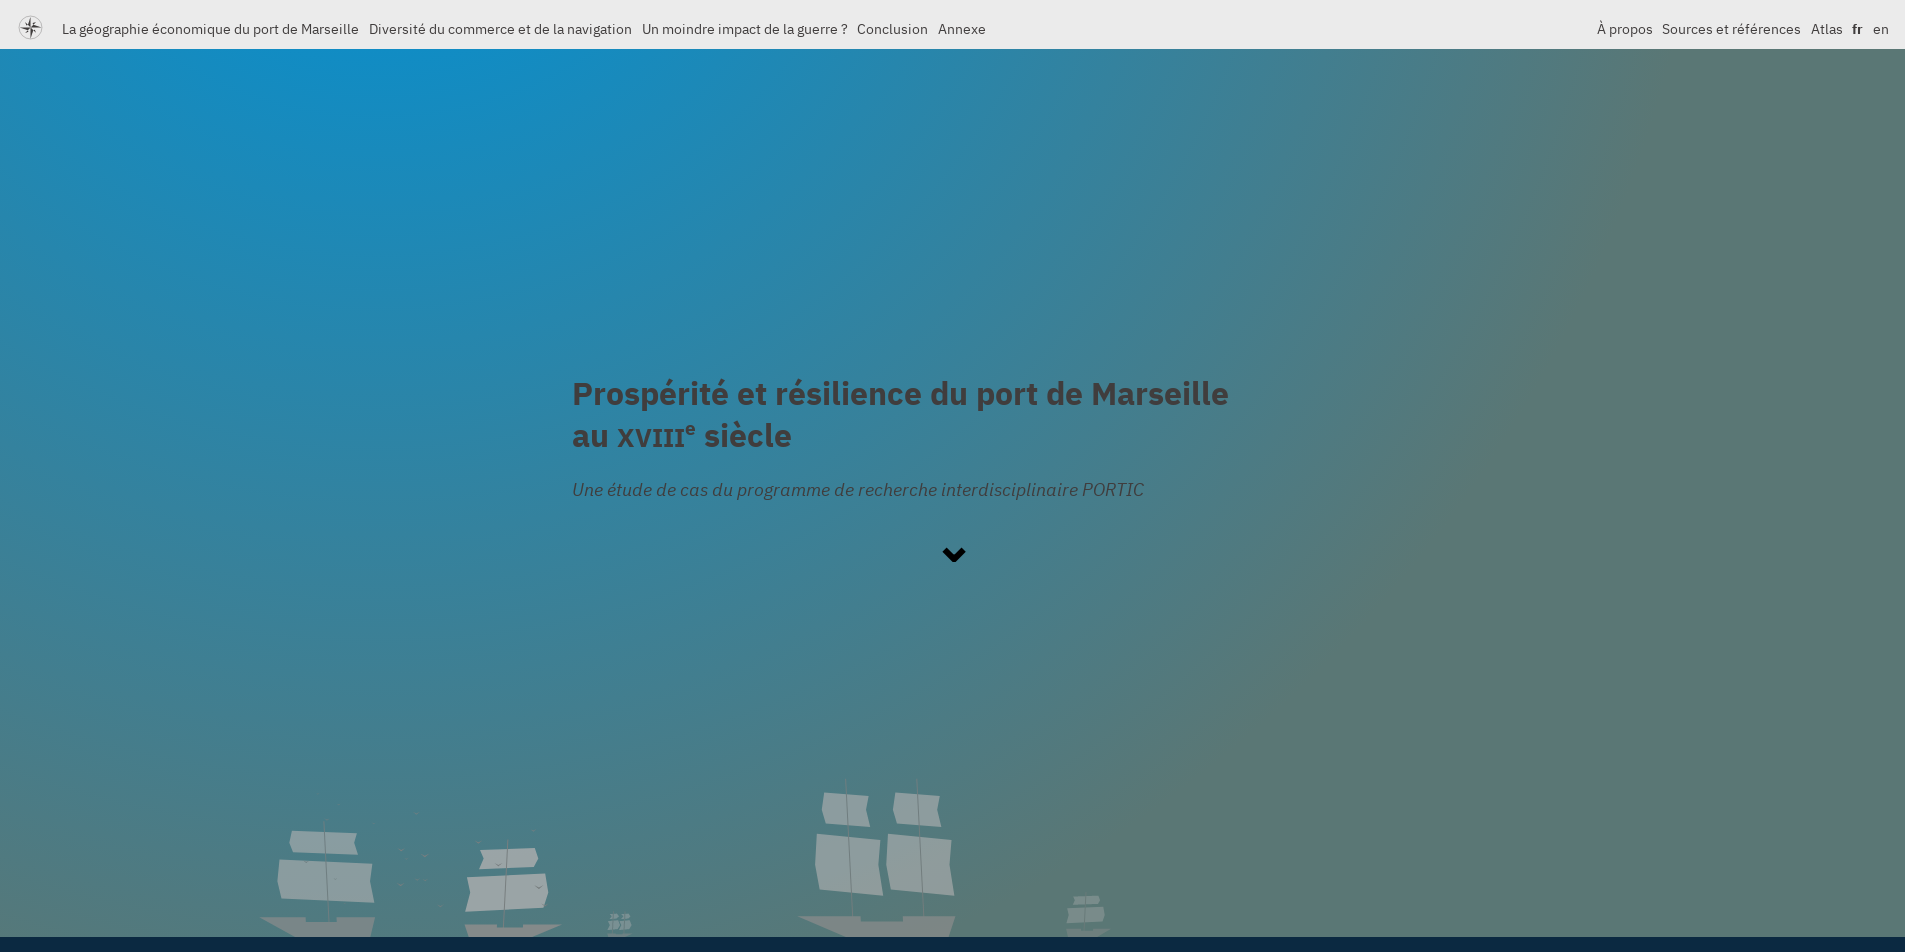 La géographie économique du port de Marseille Diversité du commerce et de la navigation Un moindre impact de la guerre ? Conclusion Annexe À propos Sources et références Atlas fr en
Prospérité et résilience du port de Marseille
au XVIIIe siècle
Une étude de cas du programme de recherche interdisciplinaire PORTIC